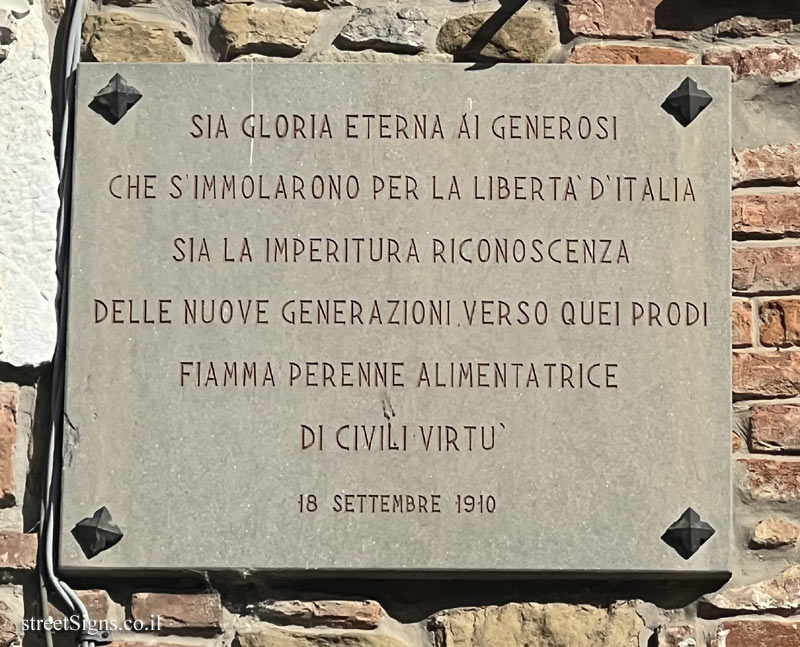 SIA GLORIA ETERNA AI GENEROSI
CHE S'IMMOLARONO PER LA LIBERTA' D'ITALIA
SIA LA IMPERITURA RICONOSCENZA
DELLE NUOVE GENERAZIONI, VERSO QUEI PRODI
FIAMMA PERENNE ALIMENTATRICE
DI CIVILI VIRTU'
18 SETTEMBRE 1910
streetSigns.co.il